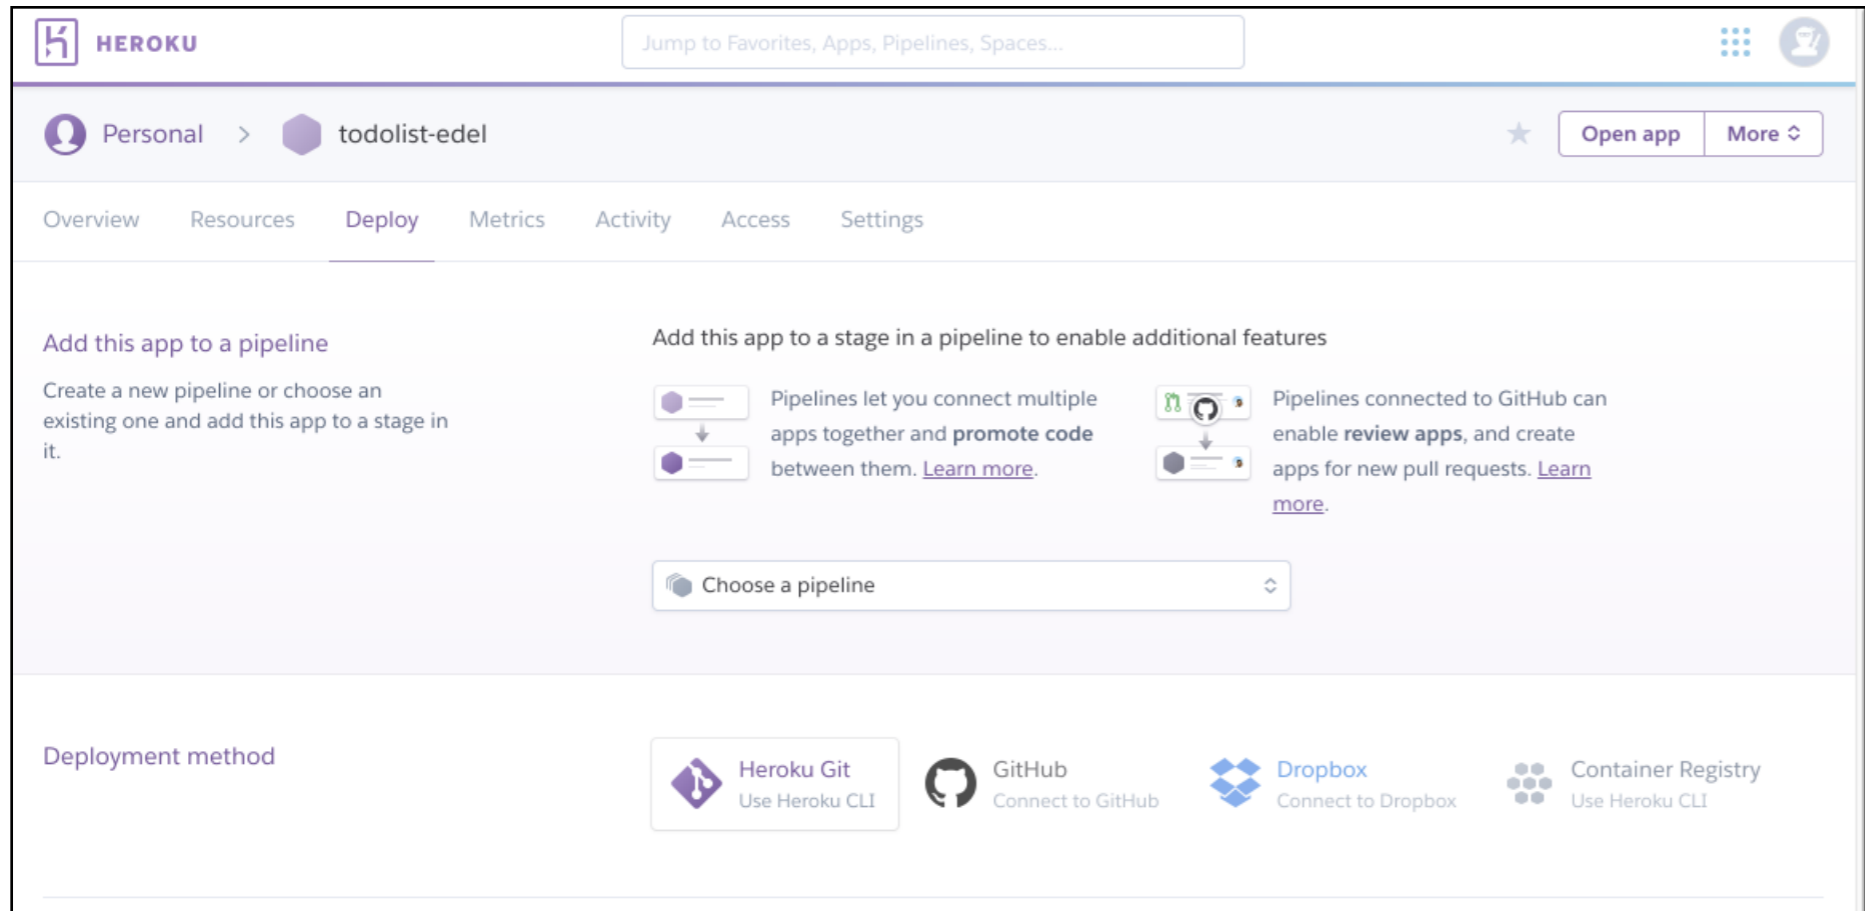 HEROKU
Jump to Favorites, Apps, Pipelines, Spaces...
Personal > todolist-edel
Open app More
Overview Resources Deploy Metrics Activity Access Settings
Add this app to a pipeline
Create a new pipeline or choose an
existing one and add this app to a stage in
it.
Add this app to a stage in a pipeline to enable additional features
Pipelines let you connect multiple
apps together and promote code
between them. Learn more.
Pipelines connected to GitHub can
enable review apps, and create
apps for new pull requests. Learn
more.
Choose a pipeline
Deployment method
Heroku Git
Use Heroku CLI
GitHub
Connect to GitHub
Dropbox
Connect to Dropbox
Container Registry
Use Heroku CLI